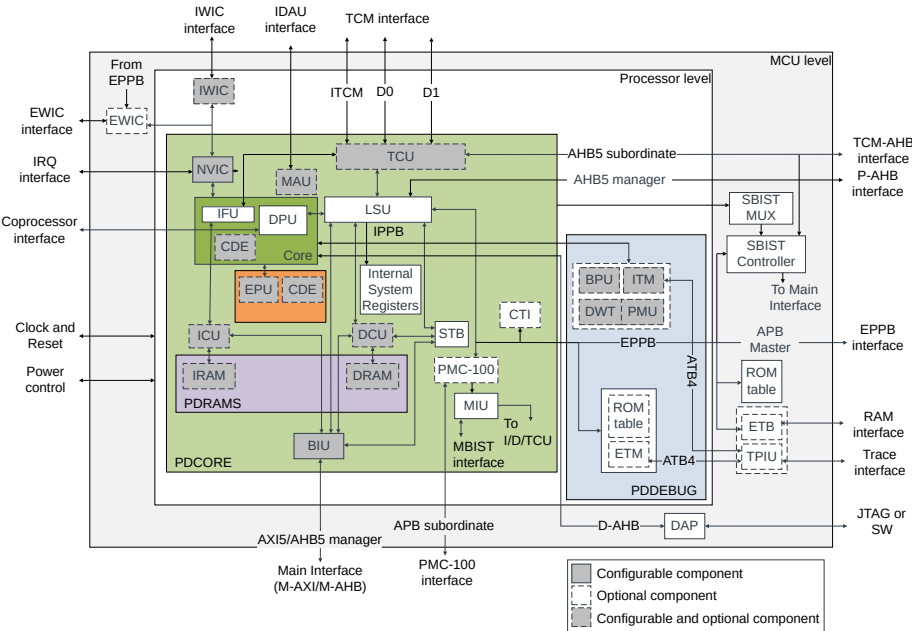 IWIC
interface
IDAU
interface
TCM interface
MCU level
Processor level
From
EPPB
IWIC
ITCM
D0
D1
EWIC
EWIC
interface
TCU
AHB5 subordinate
TCM-AHB
interface
IRQ
interface
NVIC
MAU
AHB5 manager
P-AHB
interface
IFU
DPU
LSU
SBIST
MUX
Coprocessor
interface
CDE
Core
IPPB
SBIST
Controller
EPU
CDE
Internal
System
Registers
BPU
ITM
To Main
Interface
DWT
PMU
CTI
Clock and
Reset
ICU
DCU
STB
EPPB
APB
Master
EPPB
interface
Power
control
IRAM
DRAM
PMC-100
ATB4
ROM
table
PDRAMS
MIU
To
I/D/TCU
ROM
table
ETB
RAM
interface
BIU
MBIST
interface
ETM
ATB4
TPIU
Trace
interface
PDCORE
PDDEBUG
APB subordinate
D-AHB
DAP
JTAG or
SW
AXI5/AHB5 manager
Main Interface
(M-AXI/M-AHB)
PMC-100
interface
Configurable component
Optional component
Configurable and optional component